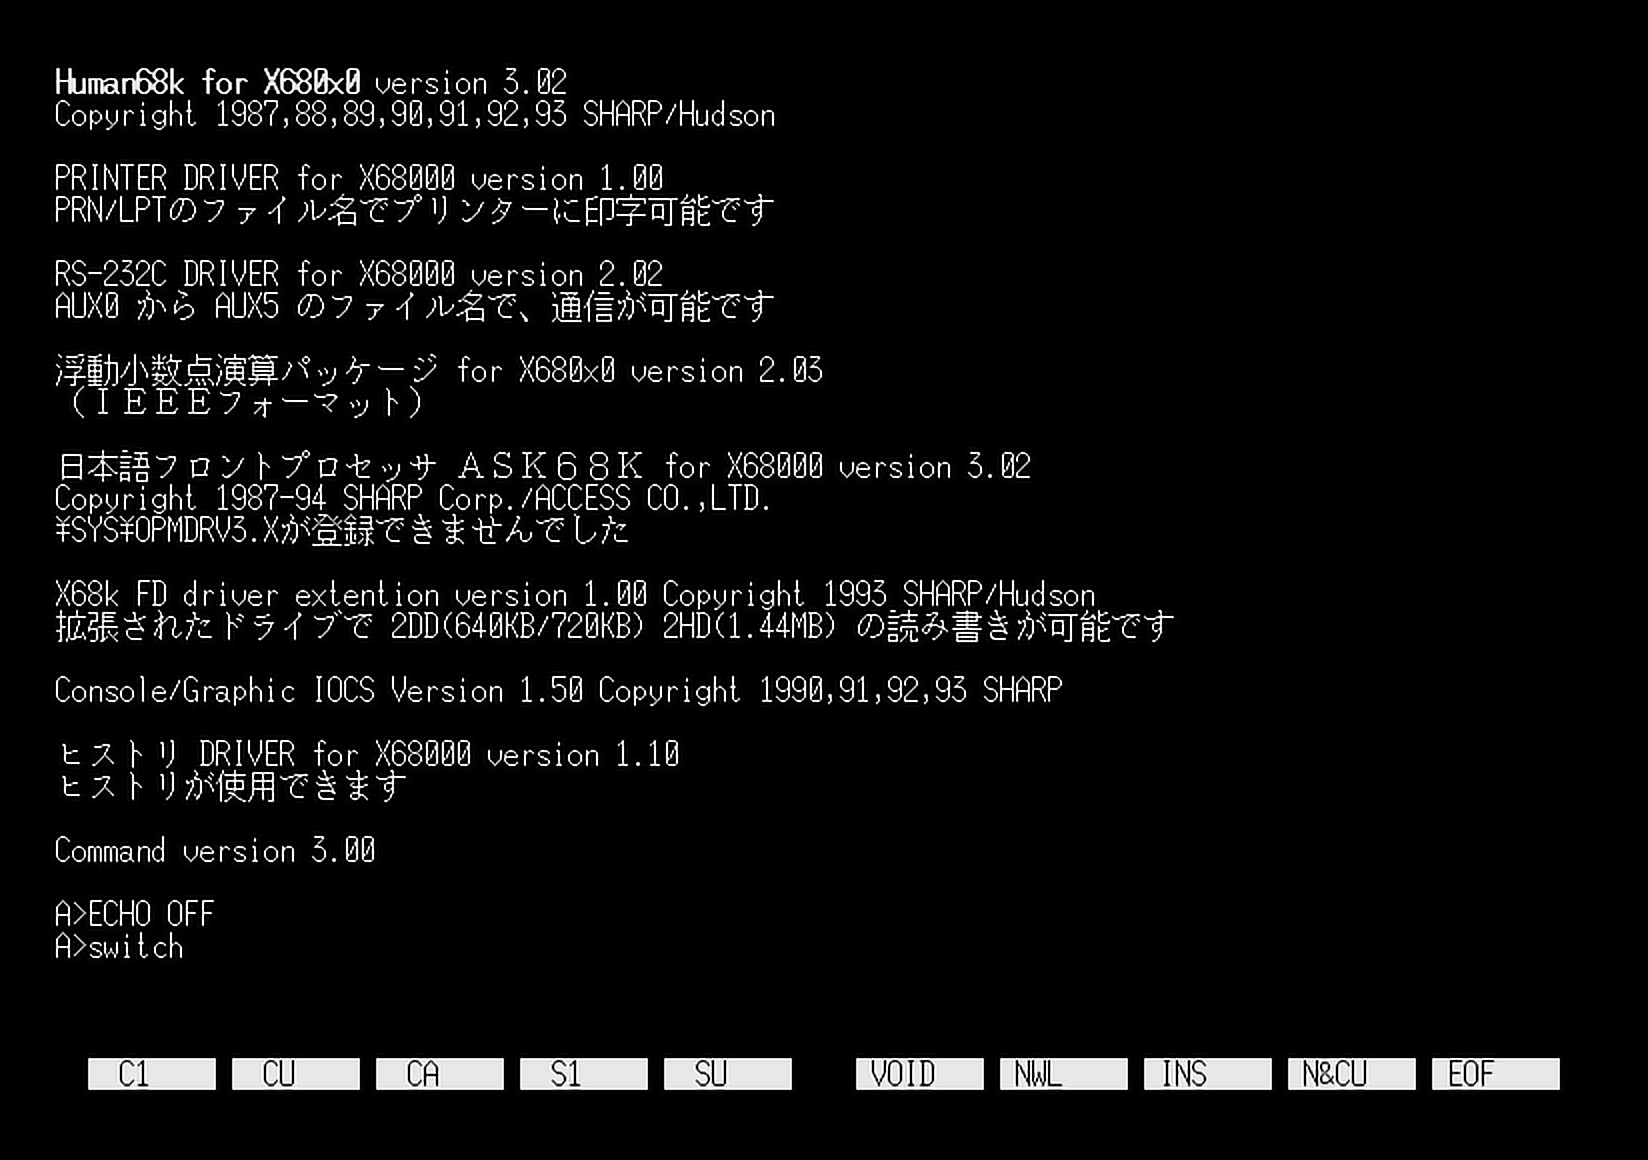 Human68k for X680x0 version 3.02
Copyright 1987,88,89,90,91,92,93 SHARP/Hudson
PRINTER DRIVER for X68000 version 1.00
PRN/LPTのファイル名でプリンターに印字可能です
RS-232C DRIVER for X68000 version 2.02
AUX0 から AUX5 のファイル名で、通信が可能です
浮動小数点演算パッケージ for X680x0 version 2.03
（ＩＥＥＥフォーマット）
日本語フロントプロセッサ ＡＳＫ６８Ｋ for X68000 version 3.02
Copyright 1987-94 SHARP Corp./ACCESS CO.,LTD.
¥SYS¥OPMDRV3.Xが登録できませんでした
X68k FD driver extention version 1.00 Copyright 1993 SHARP/Hudson
拡張されたドライブで 2DD(640KB/720KB) 2HD(1.44MB) の読み書きが可能です
Console/Graphic IOCS Version 1.50 Copyright 1990,91,92,93 SHARP
ヒストリ DRIVER for X68000 version 1.10
ヒストリが使用できます
Command version 3.00
A>ECHO OFF
A>switch
C1 CU CA S1 SU VOID NWL INS N&CU EOF